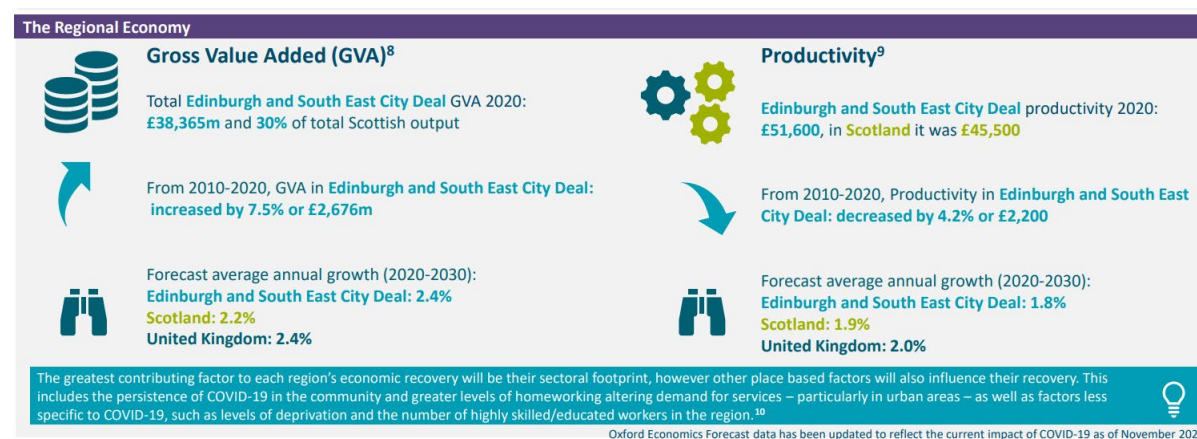 The Regional Economy
Gross Value Added (GVA)⁸
Total Edinburgh and South East City Deal GVA 2020:
£38,365m and 30% of total Scottish output
From 2010-2020, GVA in Edinburgh and South East City Deal:
increased by 7.5% or £2,676m
Forecast average annual growth (2020-2030):
Edinburgh and South East City Deal: 2.4%
Scotland: 2.2%
United Kingdom: 2.4%
Productivity⁹
Edinburgh and South East City Deal productivity 2020:
£51,600, in Scotland it was £45,500
From 2010-2020, Productivity in Edinburgh and South East
City Deal: decreased by 4.2% or £2,200
Forecast average annual growth (2020-2030):
Edinburgh and South East City Deal: 1.8%
Scotland: 1.9%
United Kingdom: 2.0%
The greatest contributing factor to each region's economic recovery will be their sectoral footprint, however other place based factors will also influence their recovery. This
includes the persistence of COVID-19 in the community and greater levels of homeworking altering demand for services – particularly in urban areas – as well as factors less
specific to COVID-19, such as levels of deprivation and the number of highly skilled/educated workers in the region.¹⁰
Oxford Economics Forecast data has been updated to reflect the current impact of COVID-19 as of November